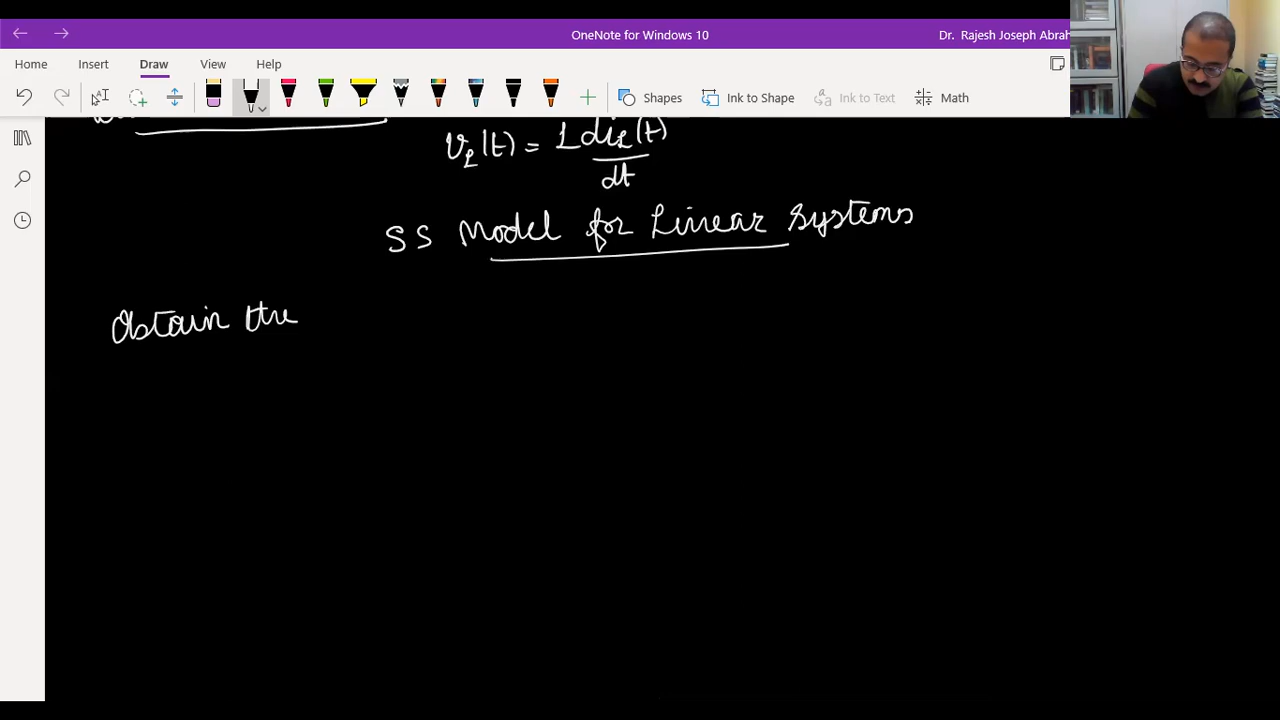 OneNote for Windows 10
Dr. Rajesh Joseph Abrah
Home Insert Draw View Help
Shapes Ink to Shape Ink to Text Math
v_L(t) = L di_L(t)/dt
SS Model for Linear Systems
Obtain the